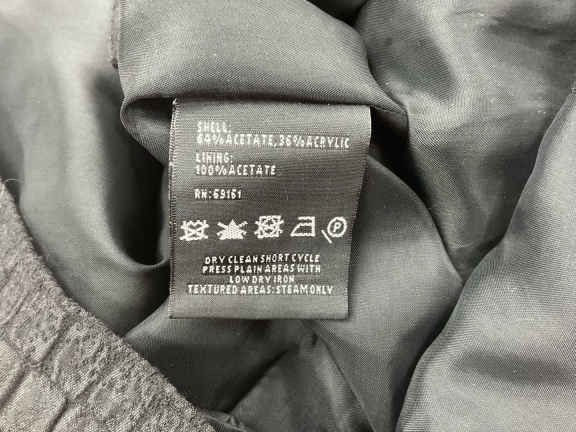 SHELL:
64% ACETATE, 36% ACRYLIC
LINING:
100% ACETATE
RN: 69161
P
DRY CLEAN SHORT CYCLE
PRESS PLAIN AREAS WITH
LOW DRY IRON
TEXTURED AREAS: STEAM ONLY